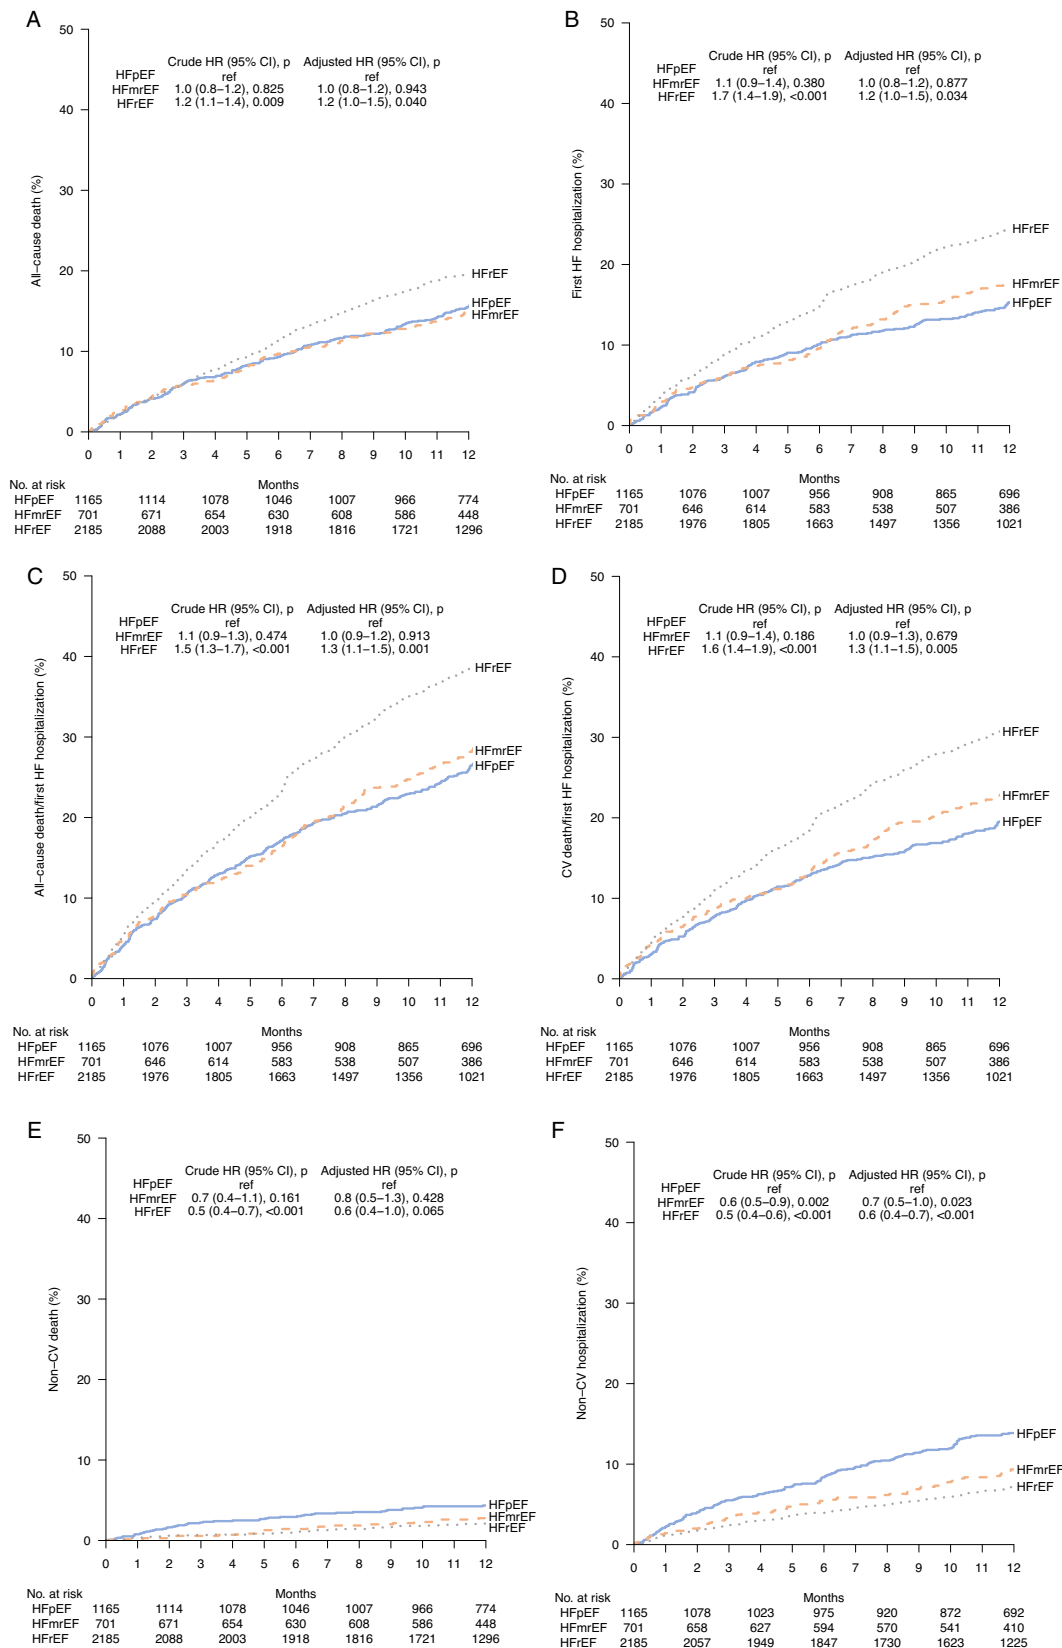 A
50
40
30
20
10
0
All–cause death (%)
Crude HR (95% CI), p Adjusted HR (95% CI), p
HFpEF ref ref
HFmrEF 1.0 (0.8–1.2), 0.825 1.0 (0.8–1.2), 0.943
HFrEF 1.2 (1.1–1.4), 0.009 1.2 (1.0–1.5), 0.040
HFrEF
HFpEF
HFmrEF
0 1 2 3 4 5 6 7 8 9 10 11 12
No. at risk Months
HFpEF 1165 1114 1078 1046 1007 966 774
HFmrEF 701 671 654 630 608 586 448
HFrEF 2185 2088 2003 1918 1816 1721 1296
B
50
40
30
20
10
0
First HF hospitalization (%)
Crude HR (95% CI), p Adjusted HR (95% CI), p
HFpEF ref ref
HFmrEF 1.1 (0.9–1.4), 0.380 1.0 (0.8–1.2), 0.877
HFrEF 1.7 (1.4–1.9), <0.001 1.2 (1.0–1.5), 0.034
HFrEF
HFmrEF
HFpEF
0 1 2 3 4 5 6 7 8 9 10 11 12
No. at risk Months
HFpEF 1165 1076 1007 956 908 865 696
HFmrEF 701 646 614 583 538 507 386
HFrEF 2185 1976 1805 1663 1497 1356 1021
C
50
40
30
20
10
0
All–cause death/first HF hospitalization (%)
Crude HR (95% CI), p Adjusted HR (95% CI), p
HFpEF ref ref
HFmrEF 1.1 (0.9–1.3), 0.474 1.0 (0.9–1.2), 0.913
HFrEF 1.5 (1.3–1.7), <0.001 1.3 (1.1–1.5), 0.001
HFrEF
HFmrEF
HFpEF
0 1 2 3 4 5 6 7 8 9 10 11 12
No. at risk Months
HFpEF 1165 1076 1007 956 908 865 696
HFmrEF 701 646 614 583 538 507 386
HFrEF 2185 1976 1805 1663 1497 1356 1021
D
50
40
30
20
10
0
CV death/first HF hospitalization (%)
Crude HR (95% CI), p Adjusted HR (95% CI), p
HFpEF ref ref
HFmrEF 1.1 (0.9–1.4), 0.186 1.0 (0.9–1.3), 0.679
HFrEF 1.6 (1.4–1.9), <0.001 1.3 (1.1–1.5), 0.005
HFrEF
HFmrEF
HFpEF
0 1 2 3 4 5 6 7 8 9 10 11 12
No. at risk Months
HFpEF 1165 1076 1007 956 908 865 696
HFmrEF 701 646 614 583 538 507 386
HFrEF 2185 1976 1805 1663 1497 1356 1021
E
50
40
30
20
10
0
Non–CV death (%)
Crude HR (95% CI), p Adjusted HR (95% CI), p
HFpEF ref ref
HFmrEF 0.7 (0.4–1.1), 0.161 0.8 (0.5–1.3), 0.428
HFrEF 0.5 (0.4–0.7), <0.001 0.6 (0.4–1.0), 0.065
HFpEF
HFmrEF
HFrEF
0 1 2 3 4 5 6 7 8 9 10 11 12
No. at risk Months
HFpEF 1165 1114 1078 1046 1007 966 774
HFmrEF 701 671 654 630 608 586 448
HFrEF 2185 2088 2003 1918 1816 1721 1296
F
50
40
30
20
10
0
Non–CV hospitalization (%)
Crude HR (95% CI), p Adjusted HR (95% CI), p
HFpEF ref ref
HFmrEF 0.6 (0.5–0.9), 0.002 0.7 (0.5–1.0), 0.023
HFrEF 0.5 (0.4–0.6), <0.001 0.6 (0.4–0.7), <0.001
HFpEF
HFmrEF
HFrEF
0 1 2 3 4 5 6 7 8 9 10 11 12
No. at risk Months
HFpEF 1165 1078 1023 975 920 872 692
HFmrEF 701 658 627 594 570 541 410
HFrEF 2185 2057 1949 1847 1730 1623 1225